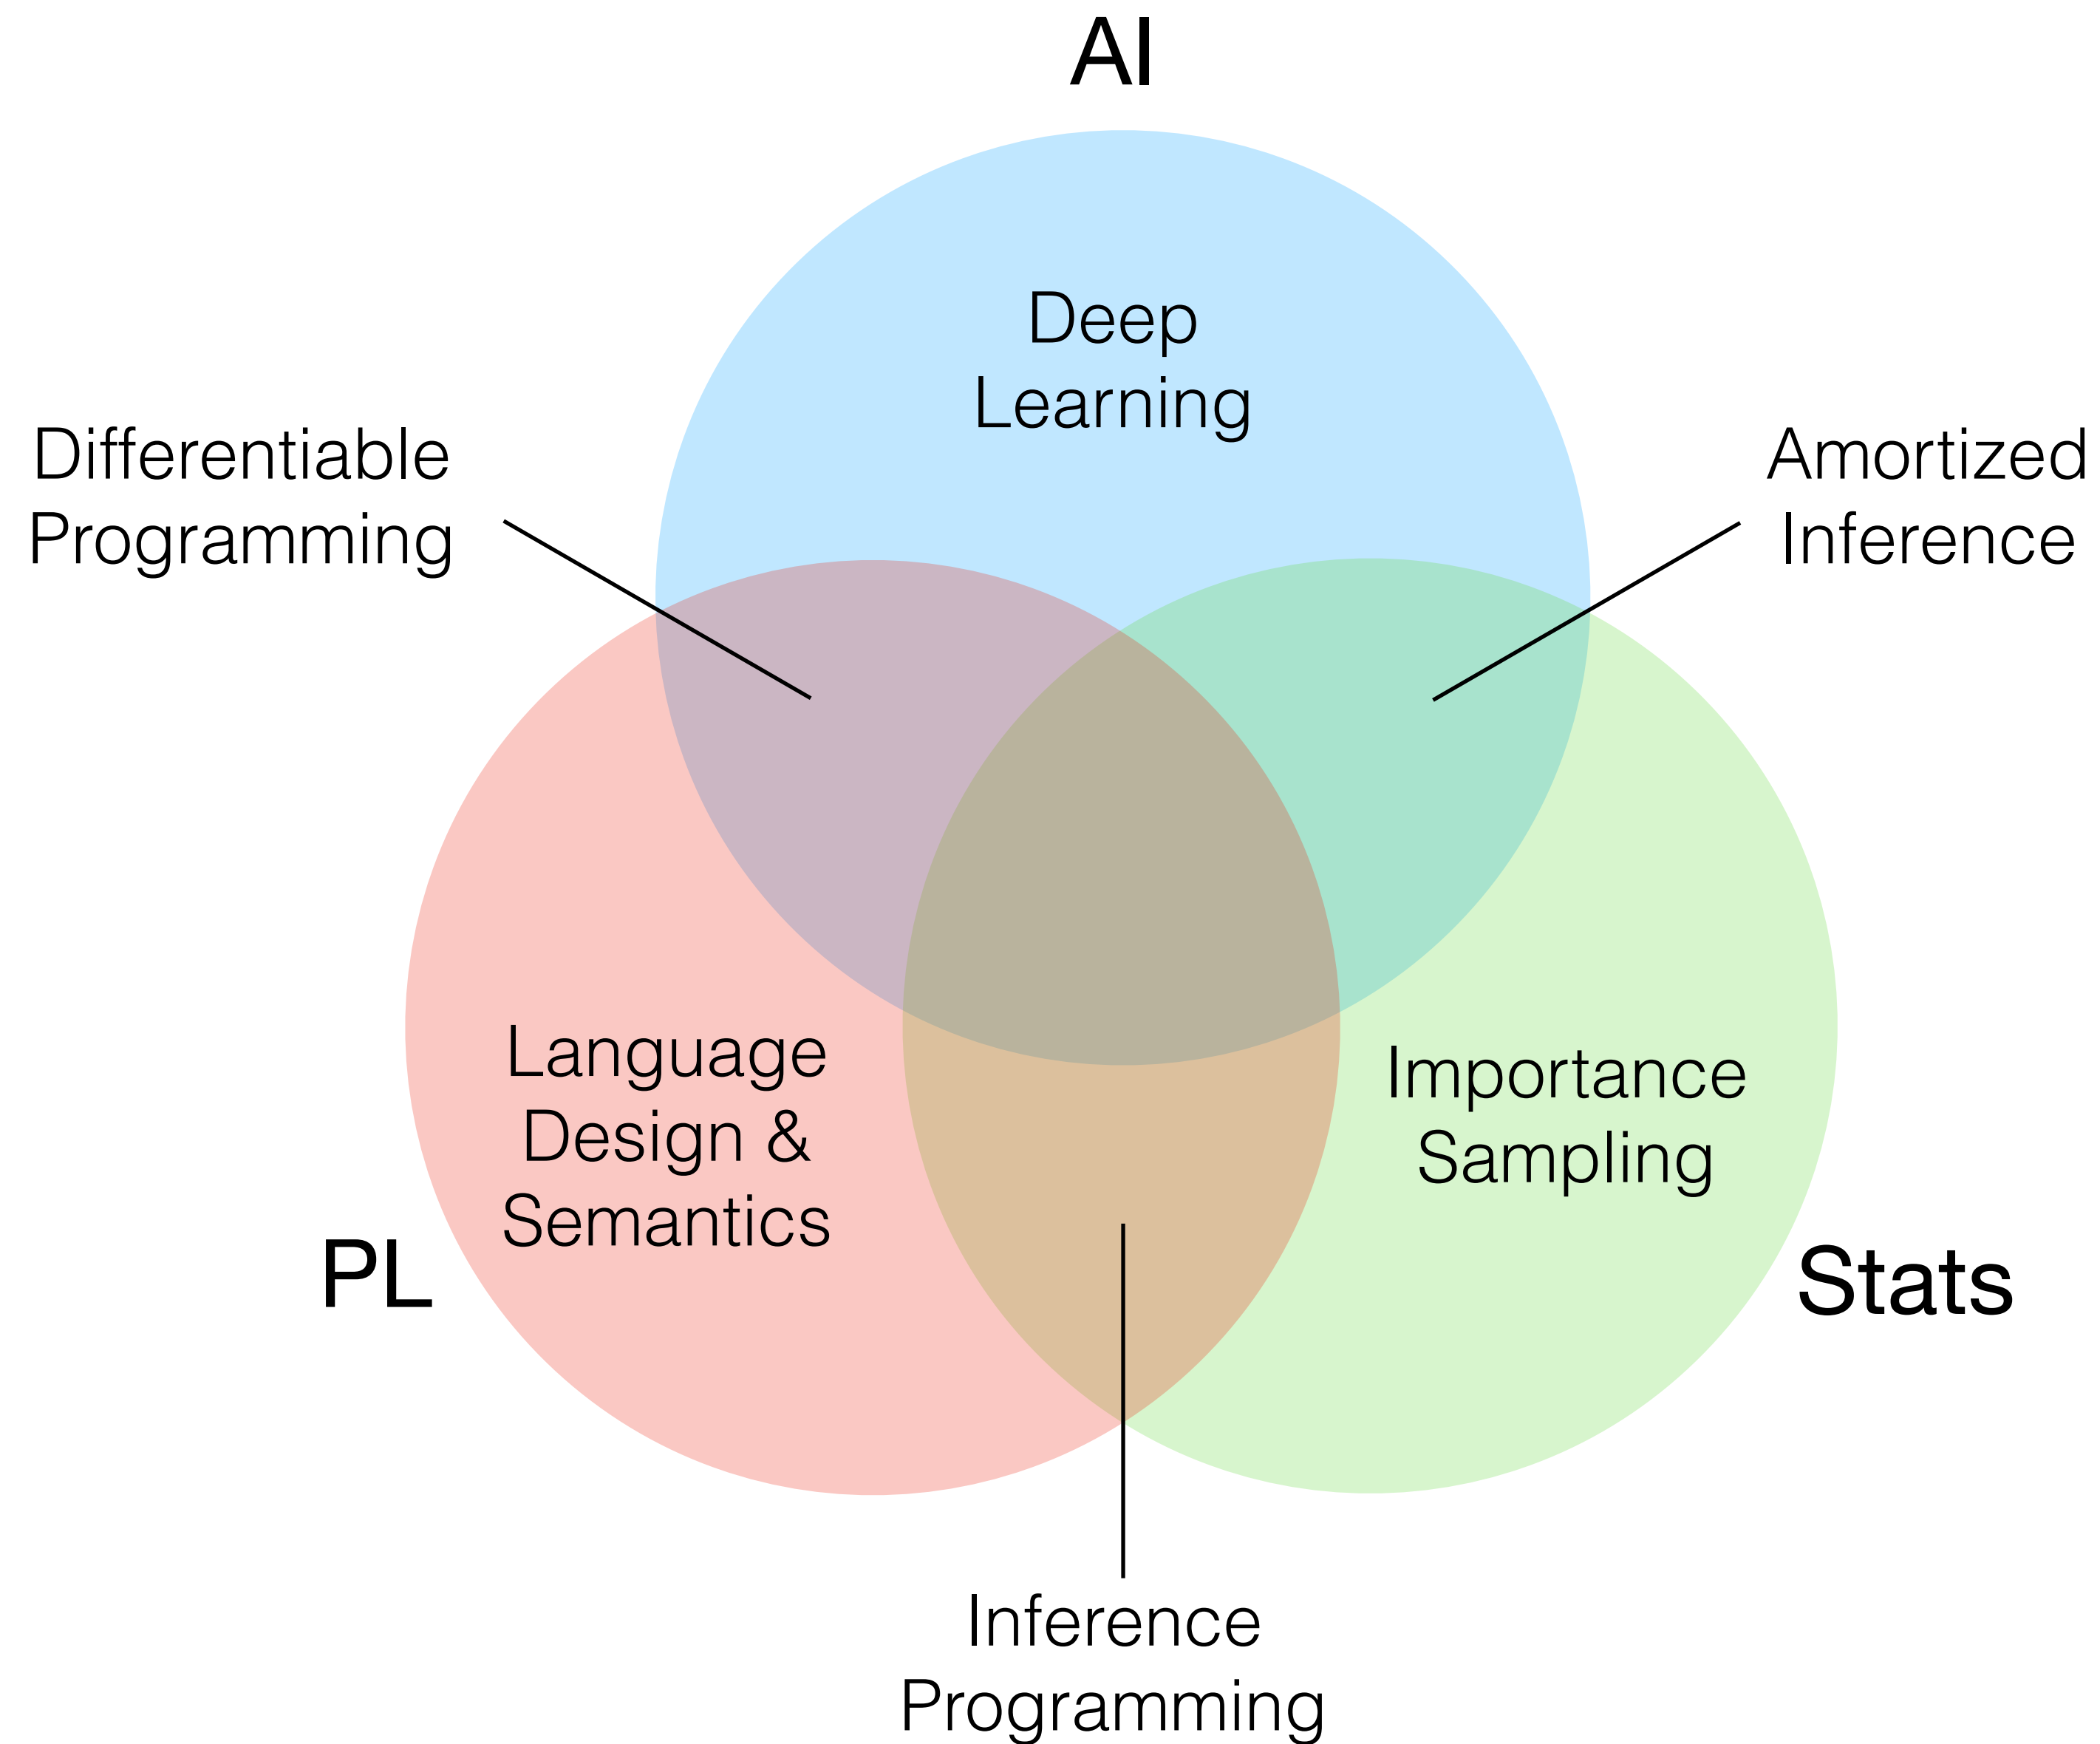 AI
Deep
Learning
Differentiable
Programming
Amortized
Inference
Language
Design &
Semantics
Importance
Sampling
PL
Stats
Inference
Programming